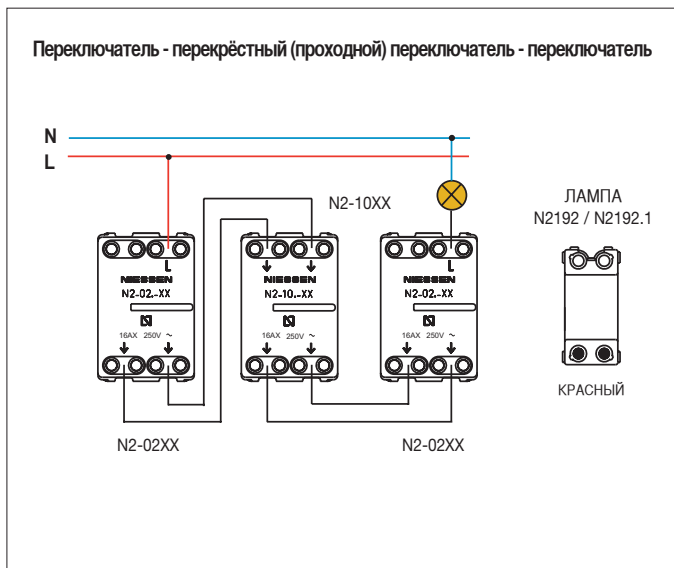 Переключатель - перекрёстный (проходной) переключатель - переключатель
N
L
N2-10XX
ЛАМПА
N2192 / N2192.1
L
NIESSEN
N2-02.-XX
16AX 250V ~
NIESSEN
N2-10.-XX
16AX 250V ~
L
NIESSEN
N2-02.-XX
16AX 250V ~
КРАСНЫЙ
N2-02XX
N2-02XX